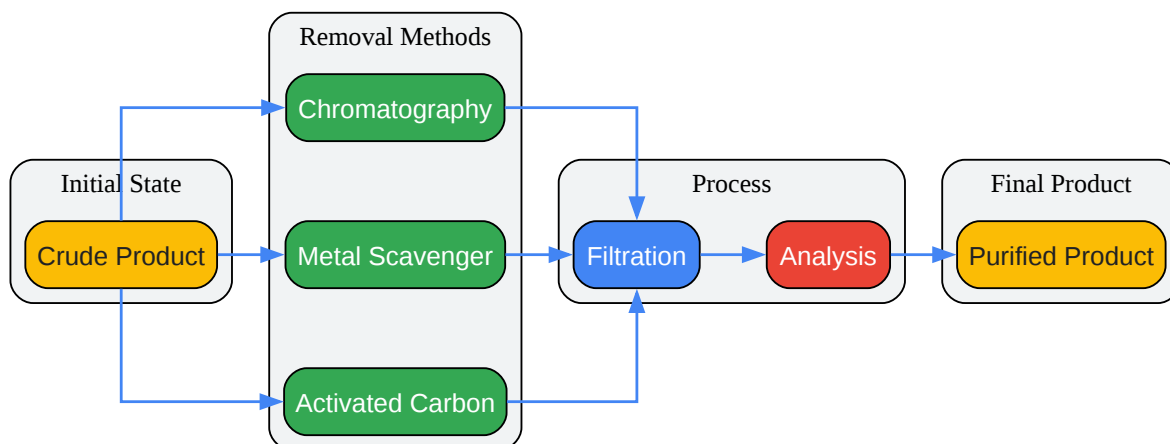 Removal Methods
Chromatography
Initial State
Process
Final Product
Crude Product
Metal Scavenger
Filtration
Analysis
Purified Product
Activated Carbon